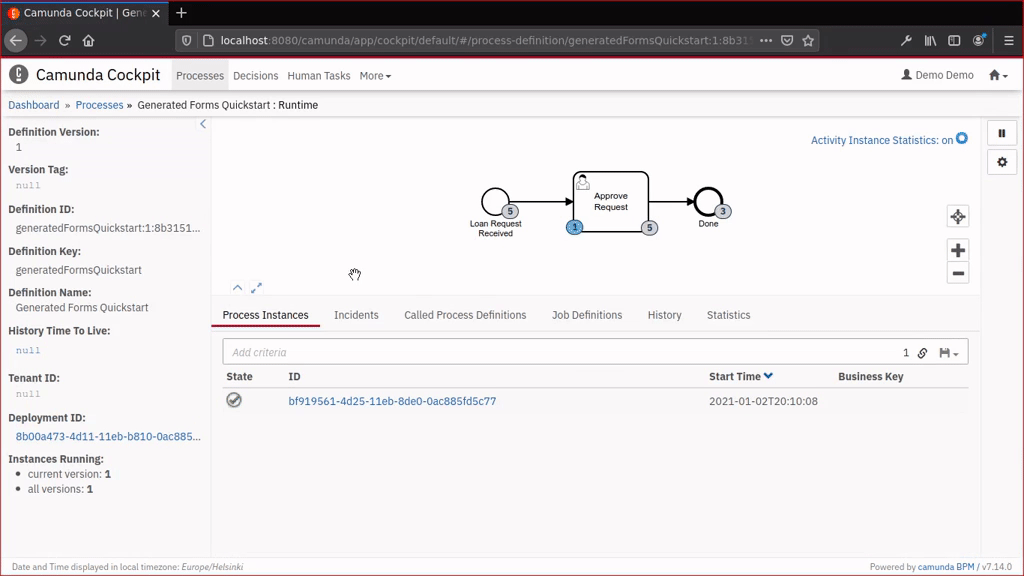 Camunda Cockpit | Gene
localhost:8080/camunda/app/cockpit/default/#/process-definition/generatedFormsQuickstart:1:8b315
Camunda Cockpit
Processes
Decisions
Human Tasks
More
Demo Demo
Dashboard » Processes » Generated Forms Quickstart : Runtime
Definition Version:
1
Version Tag:
null
Definition ID:
generatedFormsQuickstart:1:8b3151...
Definition Key:
generatedFormsQuickstart
Definition Name:
Generated Forms Quickstart
History Time To Live:
null
Tenant ID:
null
Deployment ID:
8b00a473-4d11-11eb-b810-0ac885...
Instances Running:
current version: 1
all versions: 1
Activity Instance Statistics: on
Approve
Request
5
1
5
3
Loan Request
Received
Done
Process Instances
Incidents
Called Process Definitions
Job Definitions
History
Statistics
Add criteria
1
State
ID
Start Time
Business Key
bf919561-4d25-11eb-8de0-0ac885fd5c77
2021-01-02T20:10:08
Date and Time displayed in local timezone: Europe/Helsinki
Powered by camunda BPM / v7.14.0